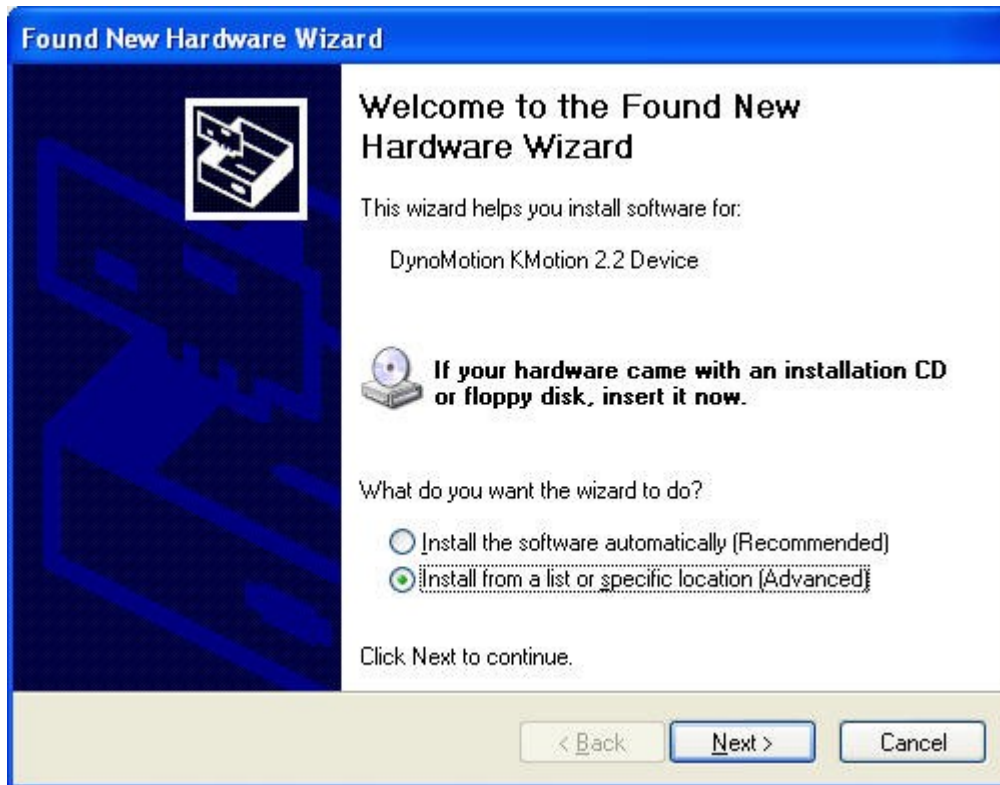 Found New Hardware Wizard
Welcome to the Found New
Hardware Wizard
This wizard helps you install software for:
DynoMotion KMotion 2.2 Device
If your hardware came with an installation CD
or floppy disk, insert it now.
What do you want the wizard to do?
Install the software automatically (Recommended)
Install from a list or specific location (Advanced)
Click Next to continue.
< Back
Next >
Cancel